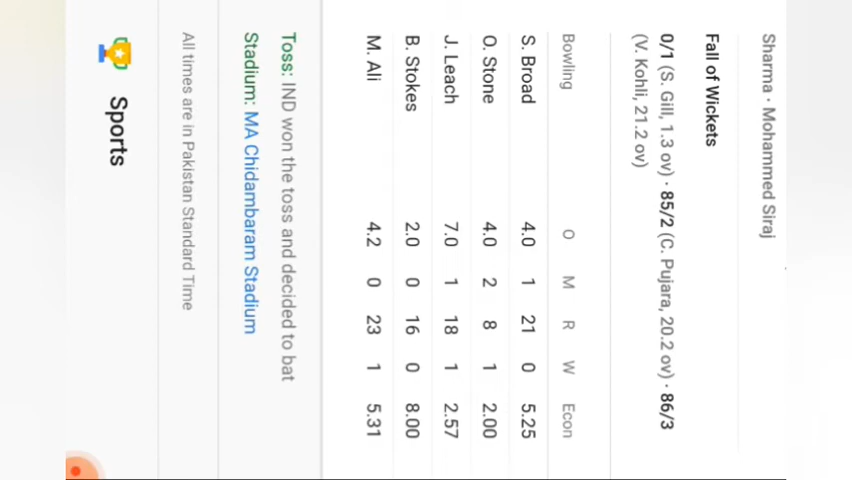 Sharma · Mohammed Siraj
Fall of Wickets
0/1 (S. Gill, 1.3 ov) · 85/2 (C. Pujara, 20.2 ov) · 86/3
(V. Kohli, 21.2 ov)
Bowling O M R W Econ
S. Broad 4.0 1 21 0 5.25
O. Stone 4.0 2 8 1 2.00
J. Leach 7.0 1 18 1 2.57
B. Stokes 2.0 0 16 0 8.00
M. Ali 4.2 0 23 1 5.31
Toss: IND won the toss and decided to bat
Stadium: MA Chidambaram Stadium
All times are in Pakistan Standard Time
Sports